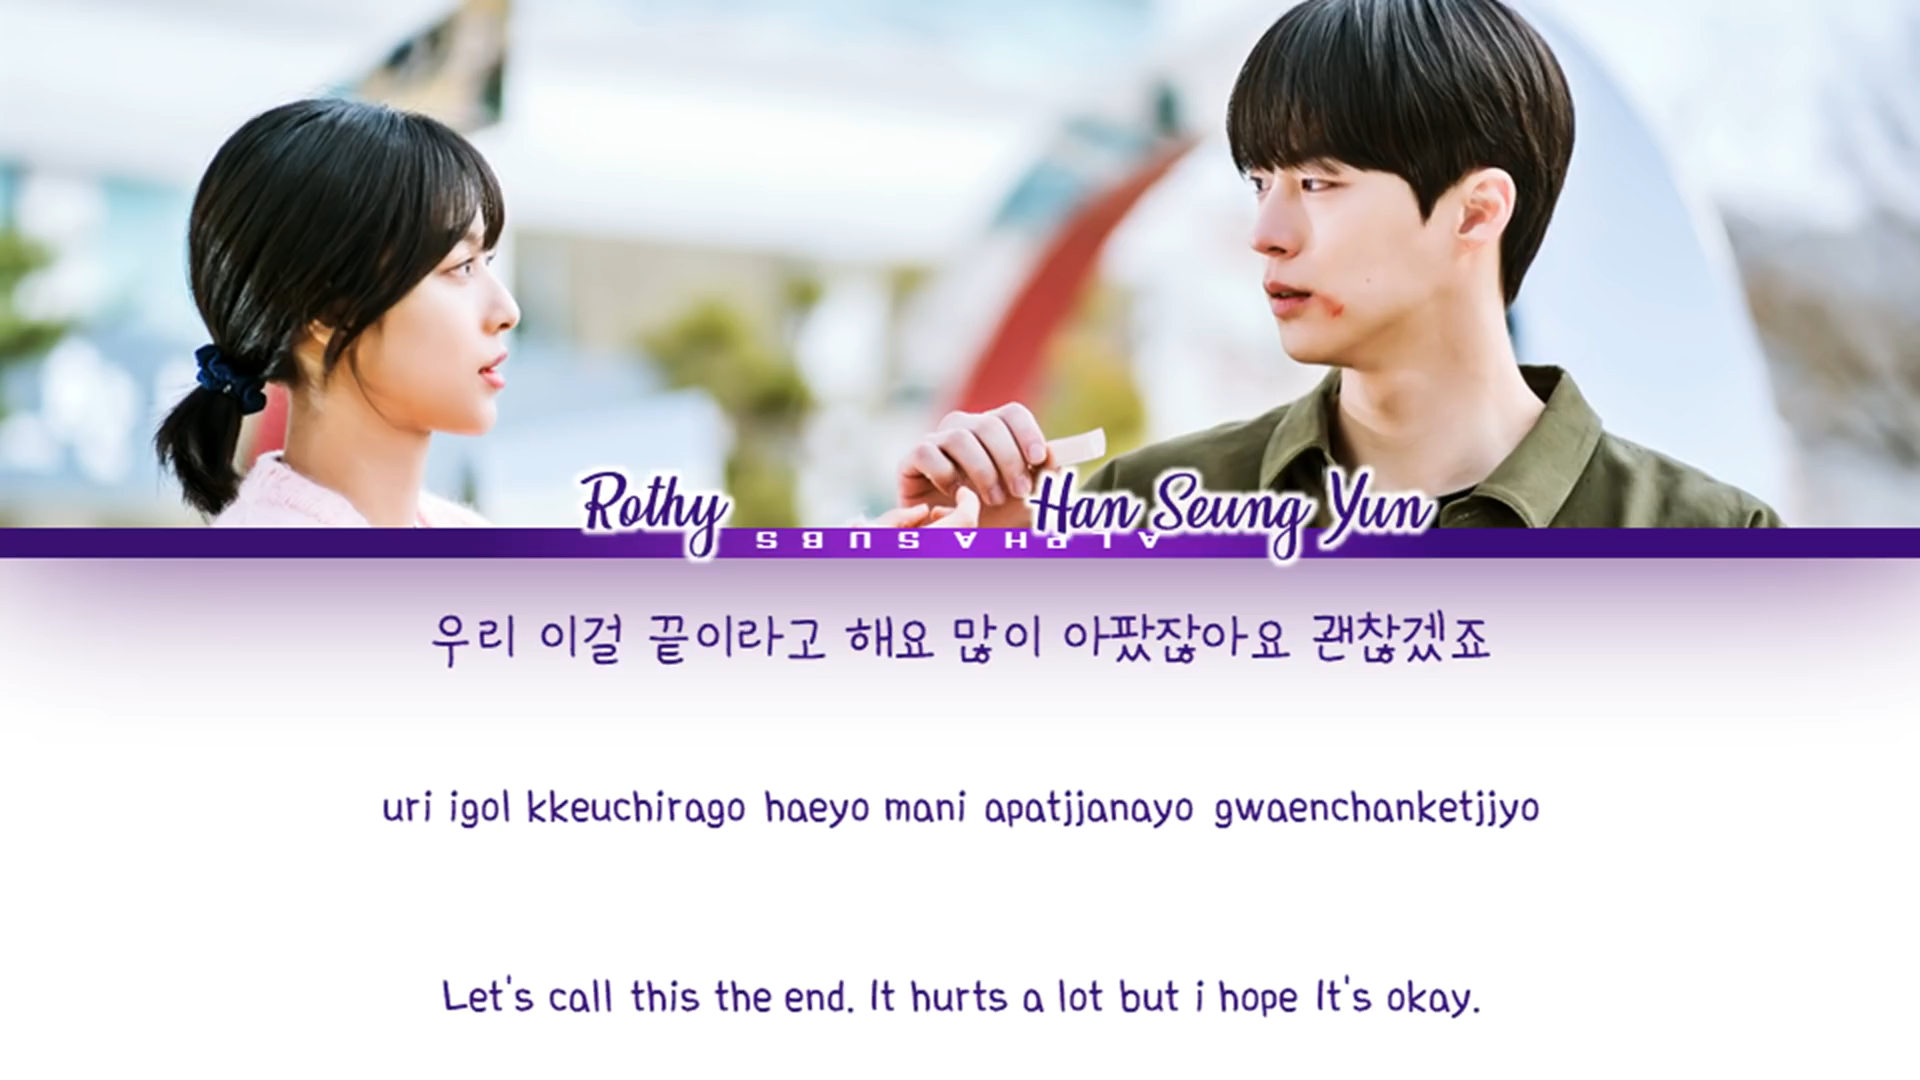 Rothy
Han Seung Yun
ALPHASUBS
우리 이걸 끝이라고 해요 많이 아팠잖아요 괜찮겠죠
uri igol kkeuchirago haeyo mani apatjjanayo gwaenchanketjjyo
Let's call this the end. It hurts a lot but i hope It's okay.